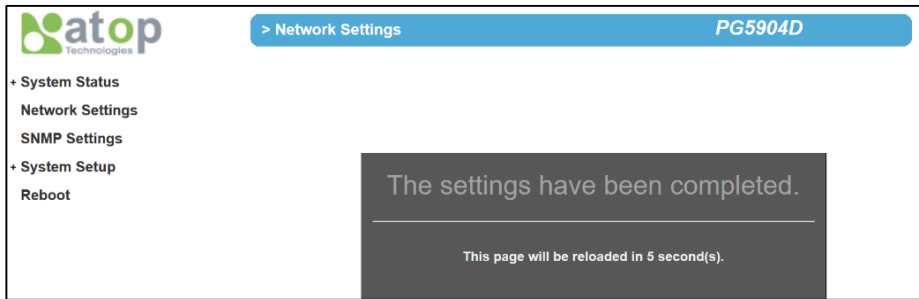 atop
Technologies
> Network Settings
PG5904D
+ System Status
Network Settings
SNMP Settings
+ System Setup
Reboot
The settings have been completed.
This page will be reloaded in 5 second(s).